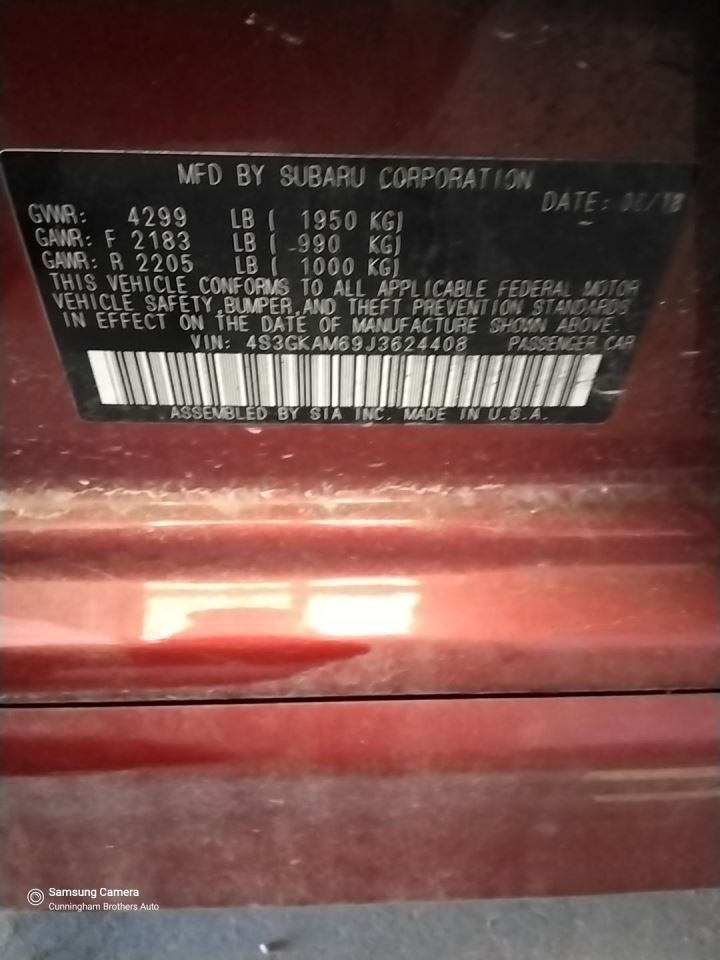 MFD BY SUBARU CORPORATION
DATE:
GVWR: 4299 LB ( 1950 KG)
GAWR: F 2183 LB ( 990 KG)
GAWR: R 2205 LB ( 1000 KG)
THIS VEHICLE CONFORMS TO ALL APPLICABLE FEDERAL MOTOR
VEHICLE SAFETY,BUMPER,AND THEFT PREVENTION STANDARDS
IN EFFECT ON THE DATE OF MANUFACTURE SHOWN ABOVE.
VIN: 4S3GKAM69J3624408 PASSENGER CAR
ASSEMBLED BY SIA INC. MADE IN U.S.A.
Samsung Camera
Cunningham Brothers Auto